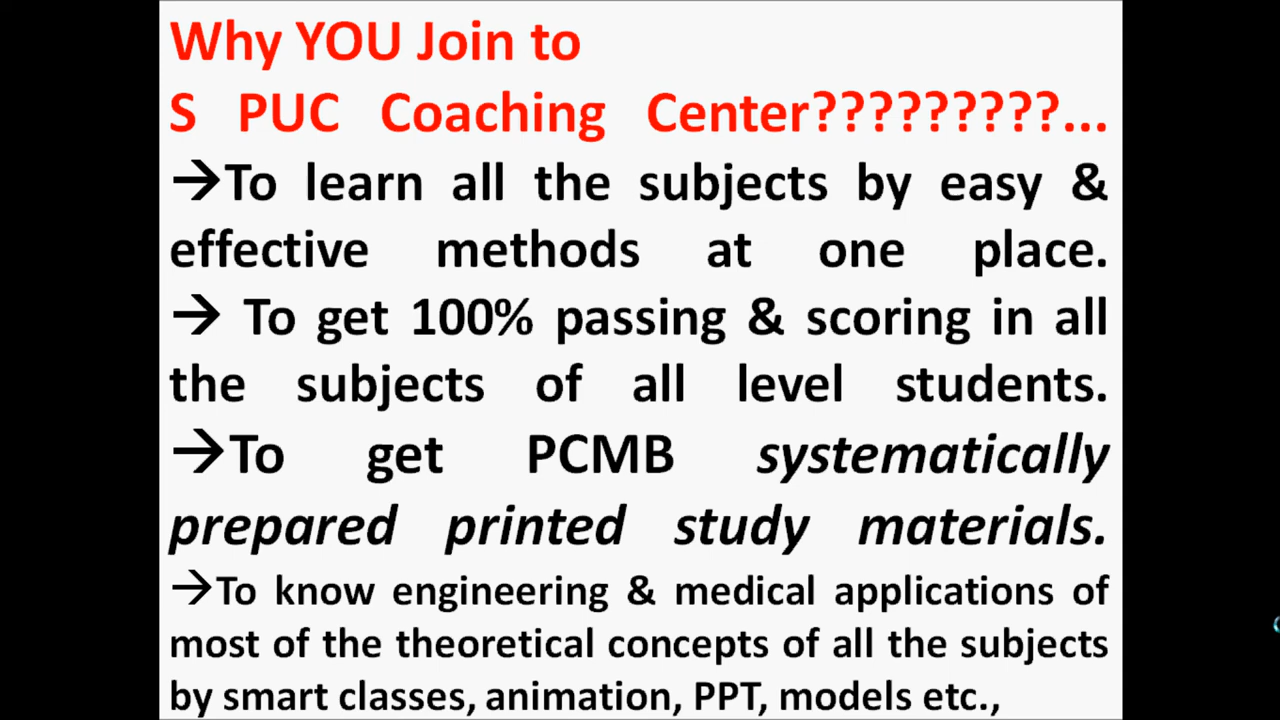 Why YOU Join to
S PUC Coaching Center?????????...
→To learn all the subjects by easy &
effective methods at one place.
→ To get 100% passing & scoring in all
the subjects of all level students.
→To get PCMB systematically
prepared printed study materials.
→To know engineering & medical applications of
most of the theoretical concepts of all the subjects
by smart classes, animation, PPT, models etc.,